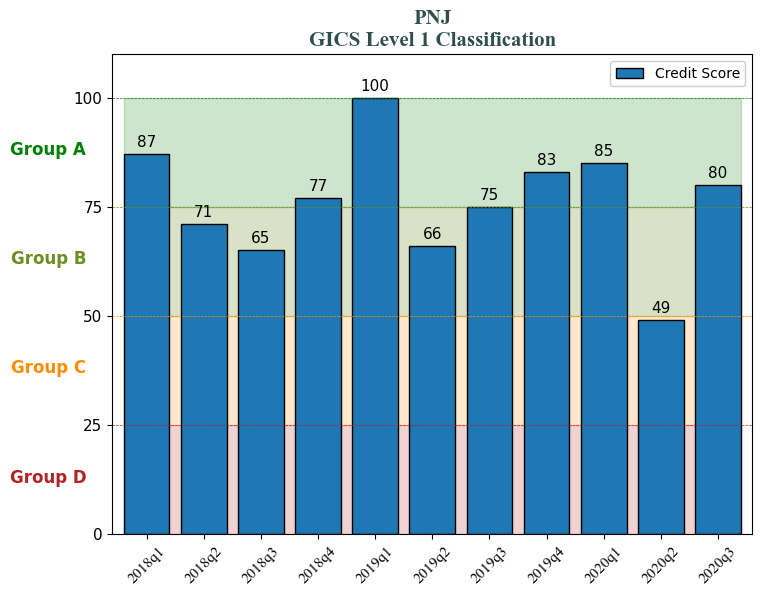 PNJ
GICS Level 1 Classification
Credit Score
100
75
50
25
0
Group A
Group B
Group C
Group D
87
71
65
77
100
66
75
83
85
49
80
2018q1
2018q2
2018q3
2018q4
2019q1
2019q2
2019q3
2019q4
2020q1
2020q2
2020q3